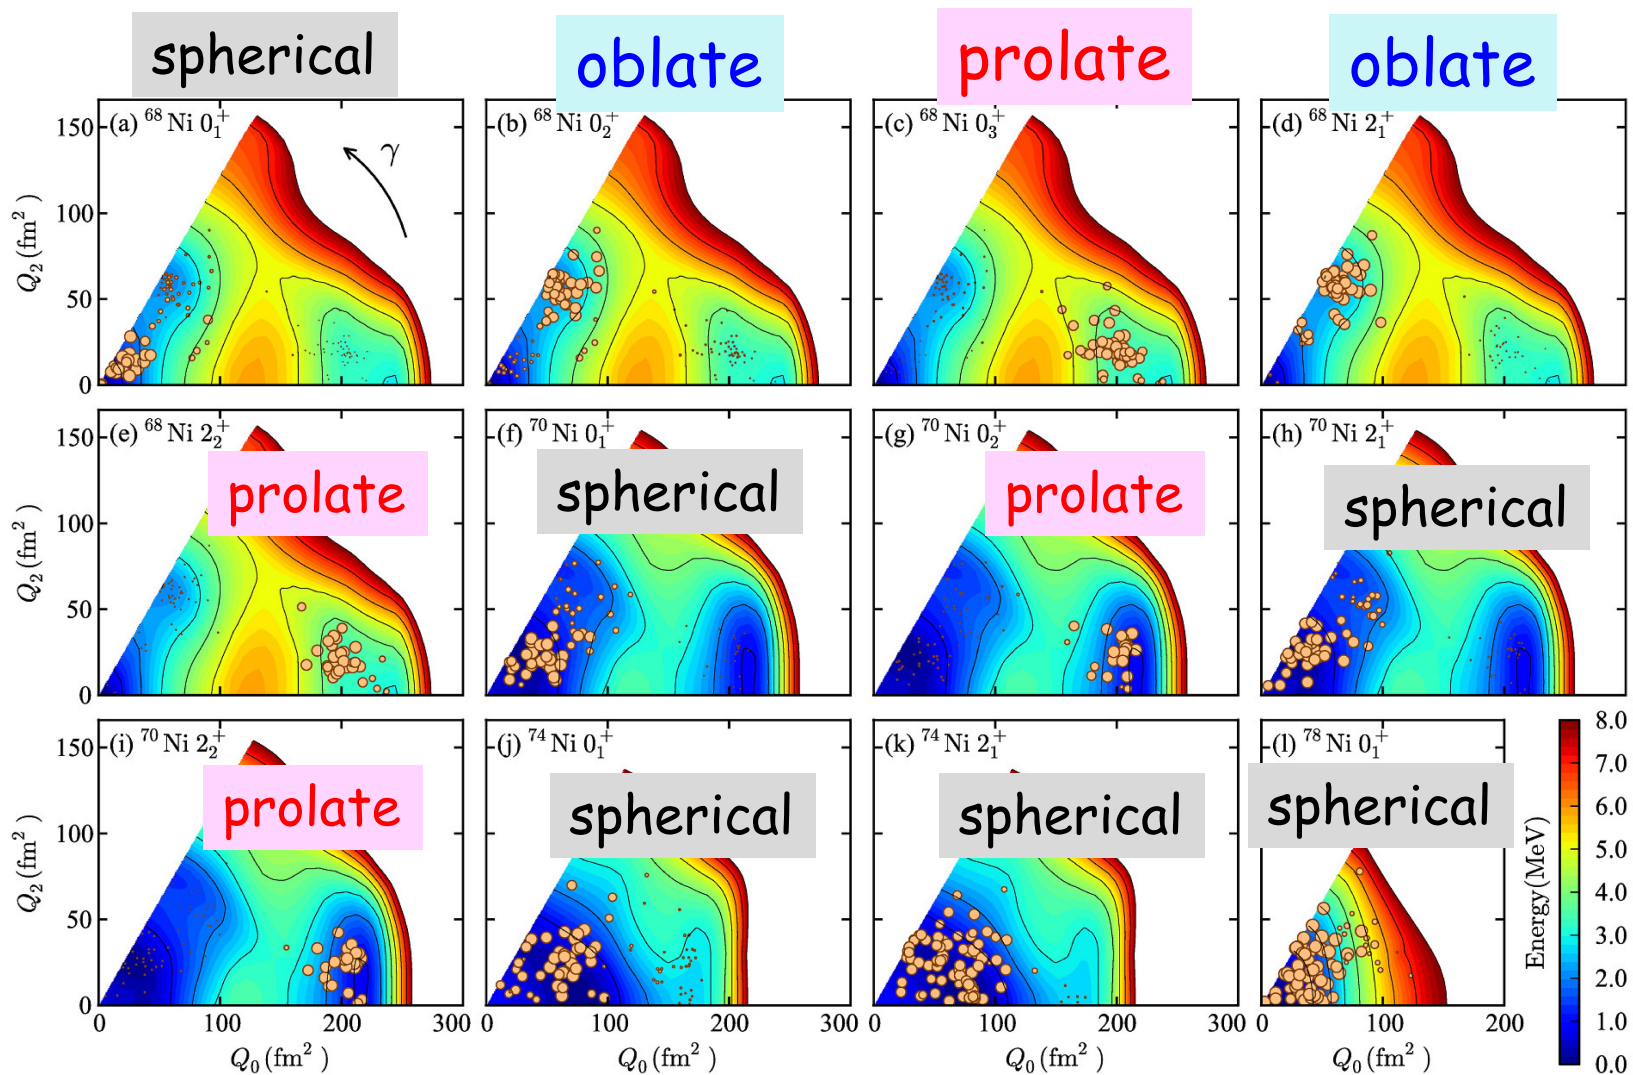 spherical
oblate
prolate
oblate
(a) ⁶⁸Ni 0₁⁺
(b) ⁶⁸Ni 0₂⁺
(c) ⁶⁸Ni 0₃⁺
(d) ⁶⁸Ni 2₁⁺
γ
150
100
50
0
Q₂(fm²)
(e) ⁶⁸Ni 2₂⁺
(f) ⁷⁰Ni 0₁⁺
(g) ⁷⁰Ni 0₂⁺
(h) ⁷⁰Ni 2₁⁺
prolate
spherical
prolate
spherical
150
100
50
0
Q₂(fm²)
(i) ⁷⁰Ni 2₂⁺
(j) ⁷⁴Ni 0₁⁺
(k) ⁷⁴Ni 2₁⁺
(l) ⁷⁸Ni 0₁⁺
prolate
spherical
spherical
spherical
150
100
50
0
Q₂(fm²)
0 100 200 300
0 100 200 300
0 100 200 300
0 100 200
Q₀(fm²)
Q₀(fm²)
Q₀(fm²)
Q₀(fm²)
8.0
7.0
6.0
5.0
4.0
3.0
2.0
1.0
0.0
Energy(MeV)